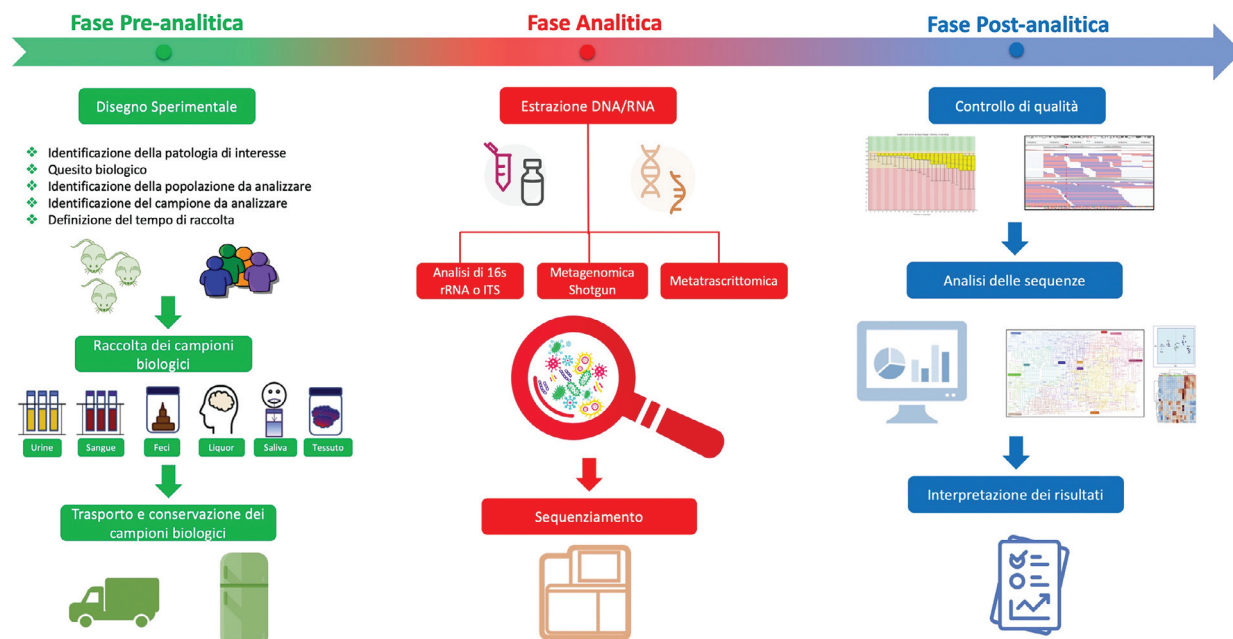 Fase Pre-analitica
Fase Analitica
Fase Post-analitica
Disegno Sperimentale
Identificazione della patologia di interesse
Quesito biologico
Identificazione della popolazione da analizzare
Identificazione del campione da analizzare
Definizione del tempo di raccolta
Raccolta dei campioni
biologici
Urine
Sangue
Feci
Liquor
Saliva
Tessuto
Trasporto e conservazione dei
campioni biologici
Estrazione DNA/RNA
Analisi di 16s
rRNA o ITS
Metagenomica
Shotgun
Metatrascrittomica
Sequenziamento
Controllo di qualità
Analisi delle sequenze
Interpretazione dei risultati